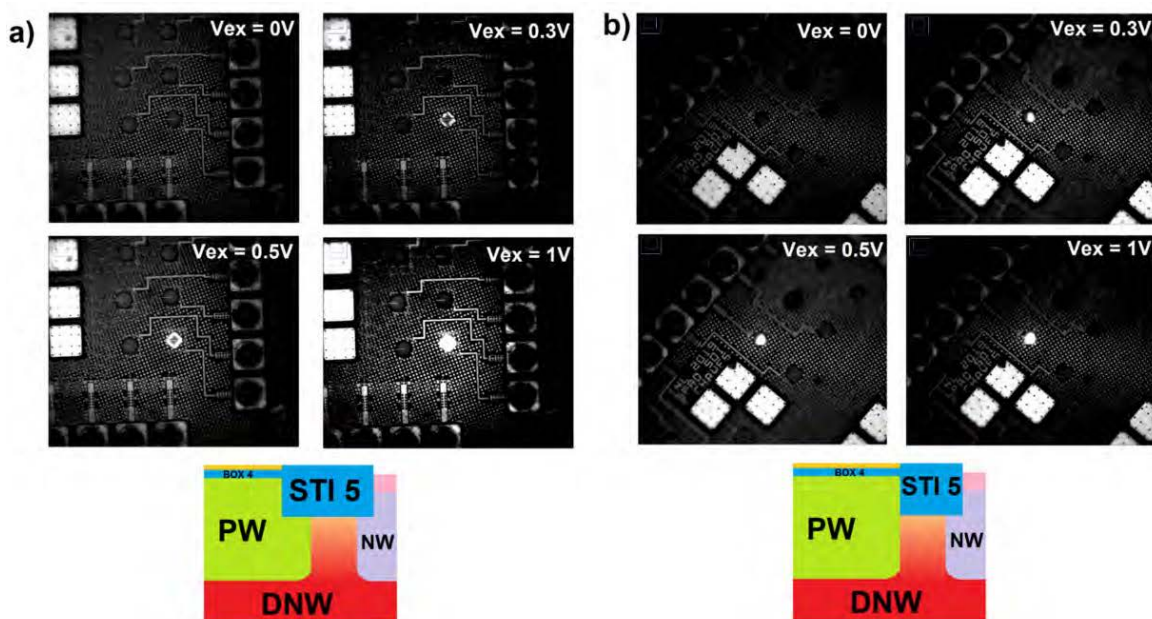 a)
Vex = 0V
Vex = 0.3V
Vex = 0.5V
Vex = 1V
BOX 4
STI 5
PW
NW
DNW
b)
Vex = 0V
Vex = 0.3V
Vex = 0.5V
Vex = 1V
BOX 4
STI 5
PW
NW
DNW